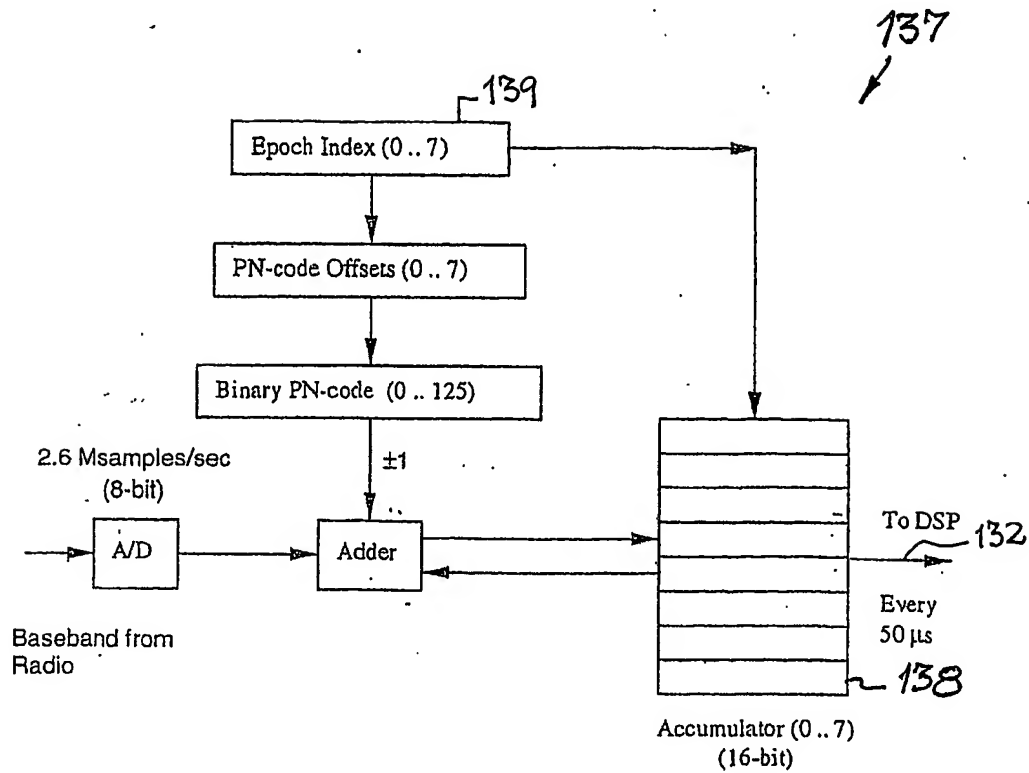 137
139
Epoch Index (0 .. 7)
PN-code Offsets (0 .. 7)
Binary PN-code (0 .. 125)
2.6 Msamples/sec
(8-bit)
±1
A/D
Adder
To DSP
132
Every
50 μs
Baseband from
Radio
138
Accumulator (0 .. 7)
(16-bit)